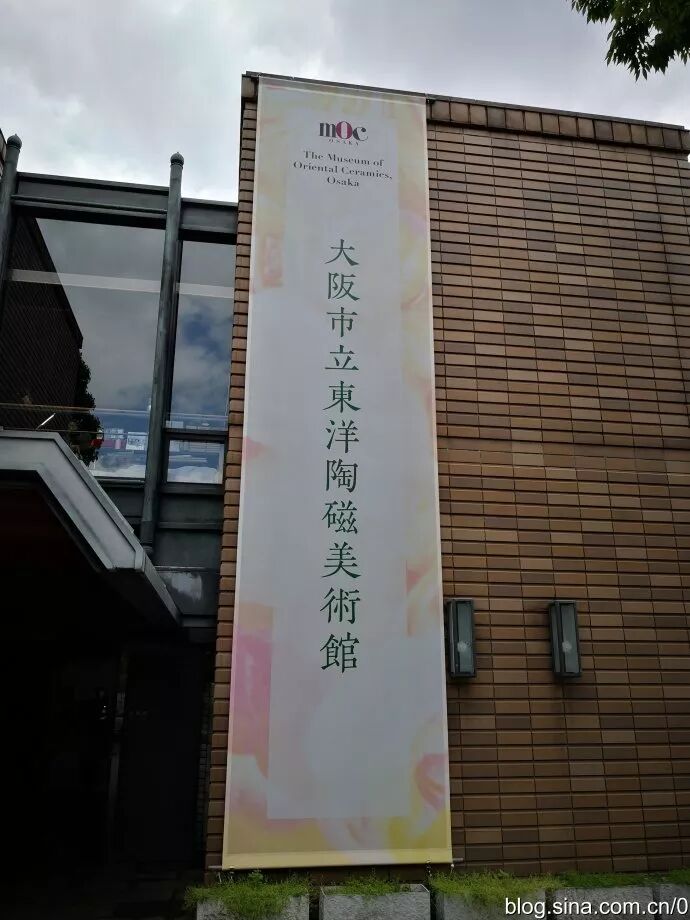 moc
OSAKA
The Museum of
Oriental Ceramics,
Osaka
大阪市立東洋陶磁美術館
blog.sina.com.cn/0